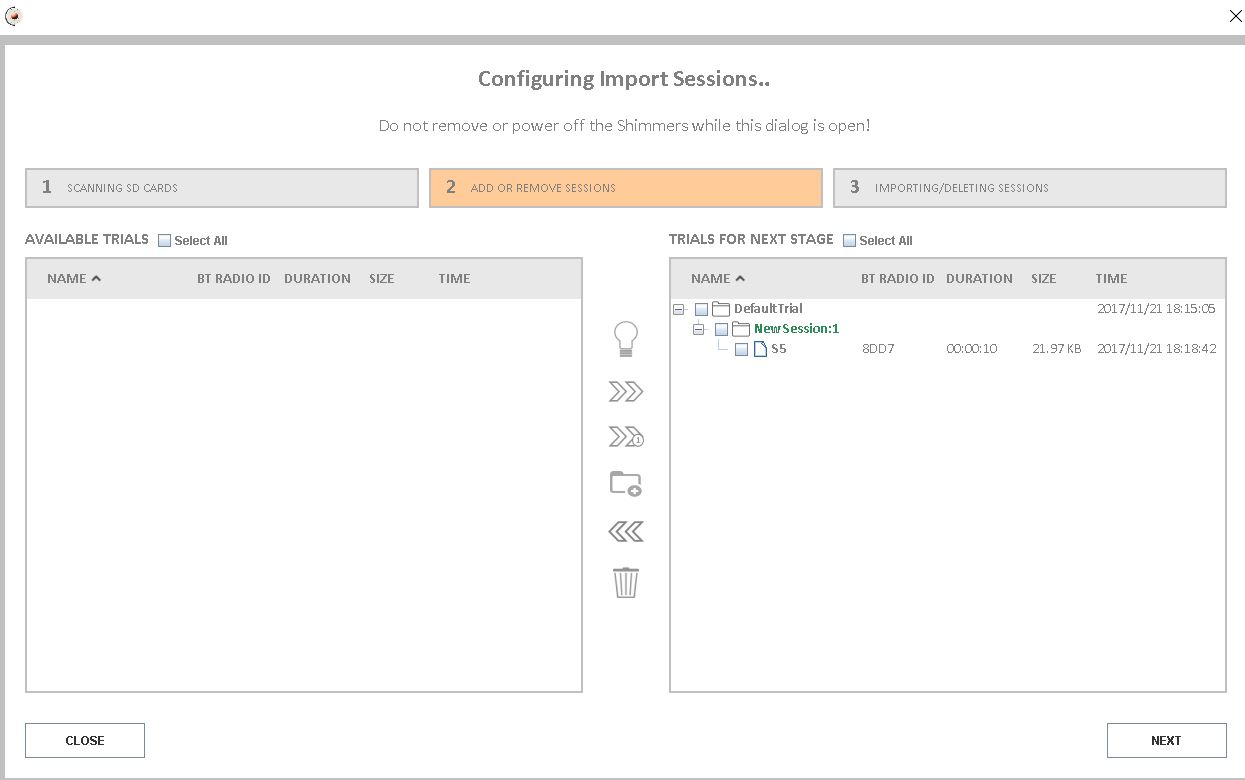 Configuring Import Sessions..
Do not remove or power off the Shimmers while this dialog is open!
1 SCANNING SD CARDS
2 ADD OR REMOVE SESSIONS
3 IMPORTING/DELETING SESSIONS
AVAILABLE TRIALS Select All
NAME BT RADIO ID DURATION SIZE TIME
TRIALS FOR NEXT STAGE Select All
NAME BT RADIO ID DURATION SIZE TIME
DefaultTrial 2017/11/21 18:15:05
NewSession:1
S5 8DD7 00:00:10 21.97 KB 2017/11/21 18:18:42
1
CLOSE
NEXT